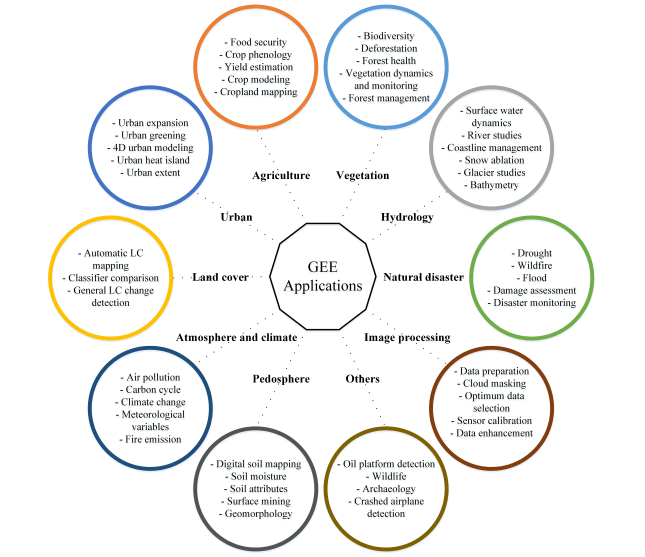 - Food security
- Crop phenology
- Yield estimation
- Crop modeling
- Cropland mapping
- Biodiversity
- Deforestation
- Forest health
- Vegetation dynamics
and monitoring
- Forest management
- Urban expansion
- Urban greening
- 4D urban modeling
- Urban heat island
- Urban extent
- Surface water
dynamics
- River studies
- Coastline management
- Snow ablation
- Glacier studies
- Bathymetry
Agriculture
Vegetation
Urban
Hydrology
- Automatic LC
mapping
- Classifier comparison
- General LC change
detection
Land cover
GEE
Applications
Natural disaster
- Drought
- Wildfire
- Flood
- Damage assessment
- Disaster monitoring
Atmosphere and climate
Image processing
Pedosphere
Others
- Air pollution
- Carbon cycle
- Climate change
- Meteorological
variables
- Fire emission
- Data preparation
- Cloud masking
- Optimum data
selection
- Sensor calibration
- Data enhancement
- Digital soil mapping
- Soil moisture
- Soil attributes
- Surface mining
- Geomorphology
- Oil platform detection
- Wildlife
- Archaeology
- Crashed airplane
detection